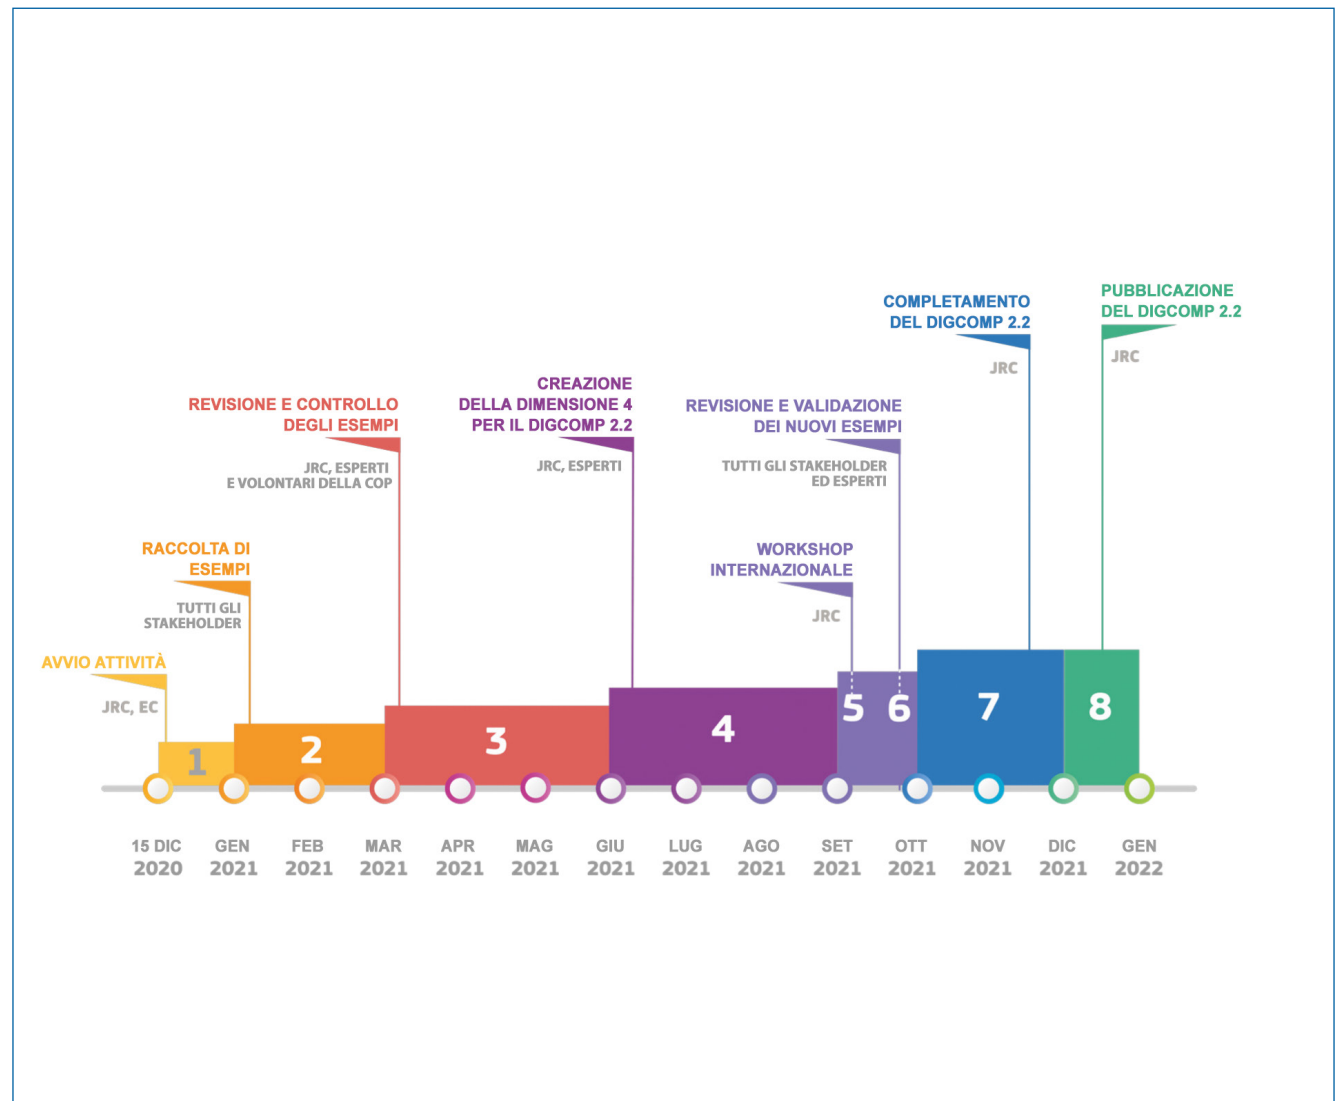 PUBBLICAZIONE
DEL DIGCOMP 2.2
JRC
COMPLETAMENTO
DEL DIGCOMP 2.2
JRC
CREAZIONE
DELLA DIMENSIONE 4
PER IL DIGCOMP 2.2
JRC, ESPERTI
REVISIONE E CONTROLLO
DEGLI ESEMPI
JRC, ESPERTI
E VOLONTARI DELLA COP
REVISIONE E VALIDAZIONE
DEI NUOVI ESEMPI
TUTTI GLI STAKEHOLDER
ED ESPERTI
RACCOLTA DI
ESEMPI
TUTTI GLI
STAKEHOLDER
WORKSHOP
INTERNAZIONALE
JRC
AVVIO ATTIVITÀ
JRC, EC
1
2
3
4
5
6
7
8
15 DIC
2020
GEN
2021
FEB
2021
MAR
2021
APR
2021
MAG
2021
GIU
2021
LUG
2021
AGO
2021
SET
2021
OTT
2021
NOV
2021
DIC
2021
GEN
2022